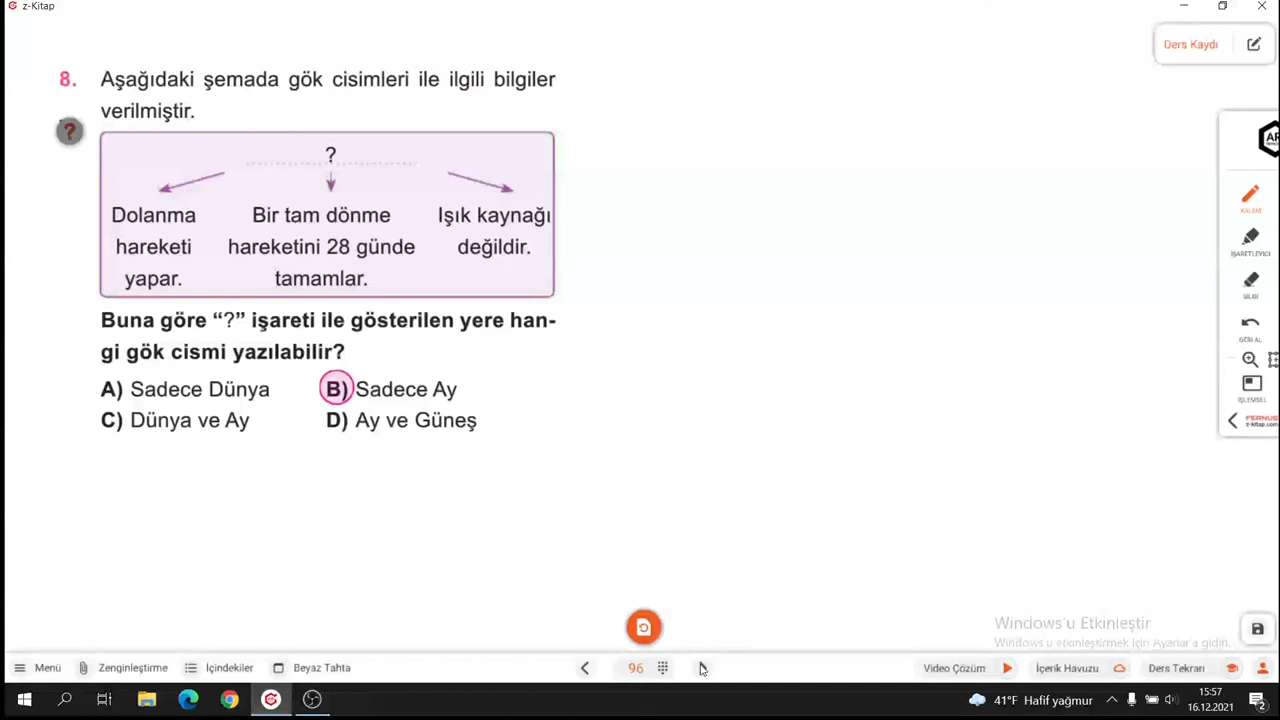 z-Kitap
Ders Kaydı
8. Aşağıdaki şemada gök cisimleri ile ilgili bilgiler
verilmiştir.
?
?
Dolanma
hareketi
yapar.
Bir tam dönme
hareketini 28 günde
tamamlar.
Işık kaynağı
değildir.
Buna göre “?” işareti ile gösterilen yere han-
gi gök cismi yazılabilir?
A) Sadece Dünya
B) Sadece Ay
C) Dünya ve Ay
D) Ay ve Güneş
KALEM
İŞARETLEYİCİ
SİLGİ
GERİ AL
İŞLEMSEL
FERNUS
z-kitap.com
Windows'u Etkinleştir
Windows'u etkinleştirmek için Ayarlar'a gidin.
Menü
Zenginleştirme
İçindekiler
Beyaz Tahta
96
Video Çözüm
İçerik Havuzu
Ders Tekrarı
41°F Hafif yağmur
15:57
16.12.2021
2